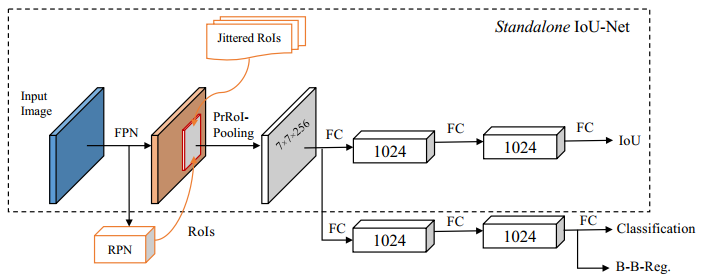 Standalone IoU-Net
Jittered RoIs
Input
Image
FPN
PrRoI-
Pooling
7×7×256
FC
1024
FC
1024
FC
IoU
RPN
RoIs
FC
1024
FC
1024
FC
Classification
B-B-Reg.